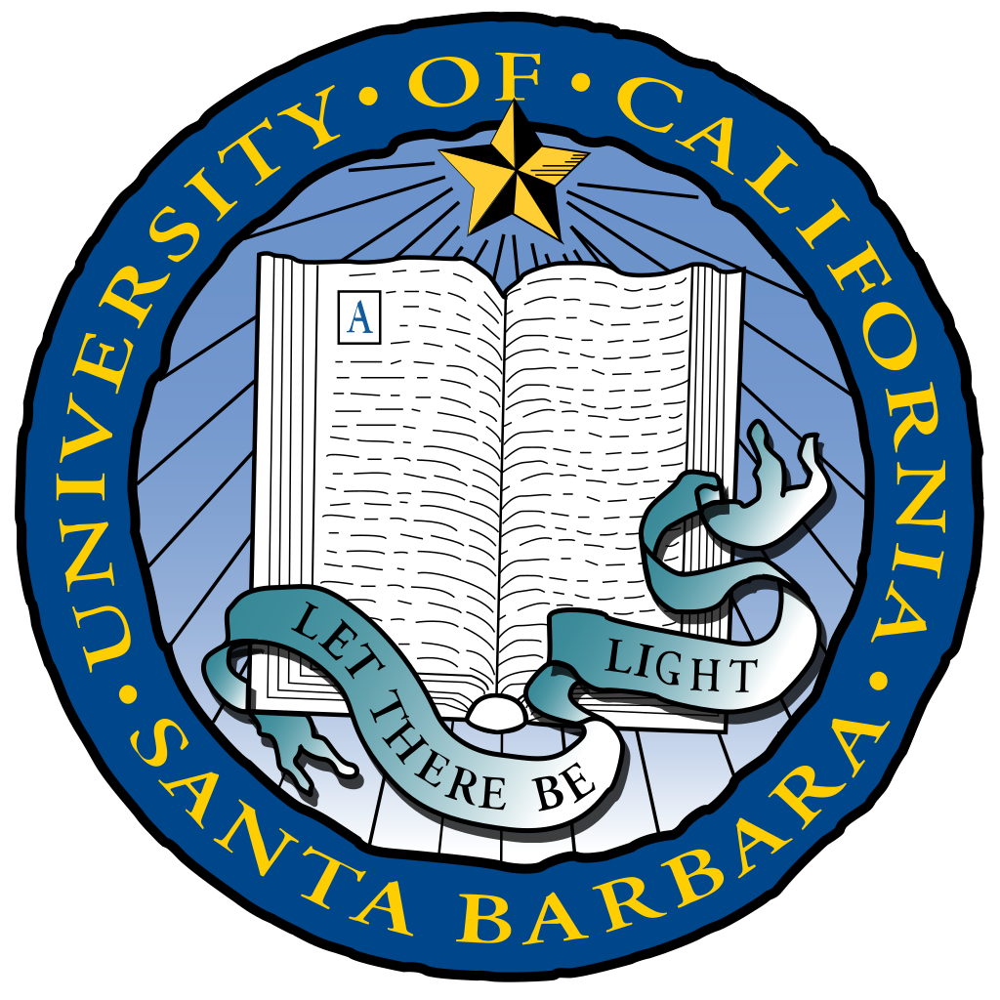 UNIVERSITY · OF · CALIFORNIA
· SANTA BARBARA ·
A
LET THERE BE
LIGHT